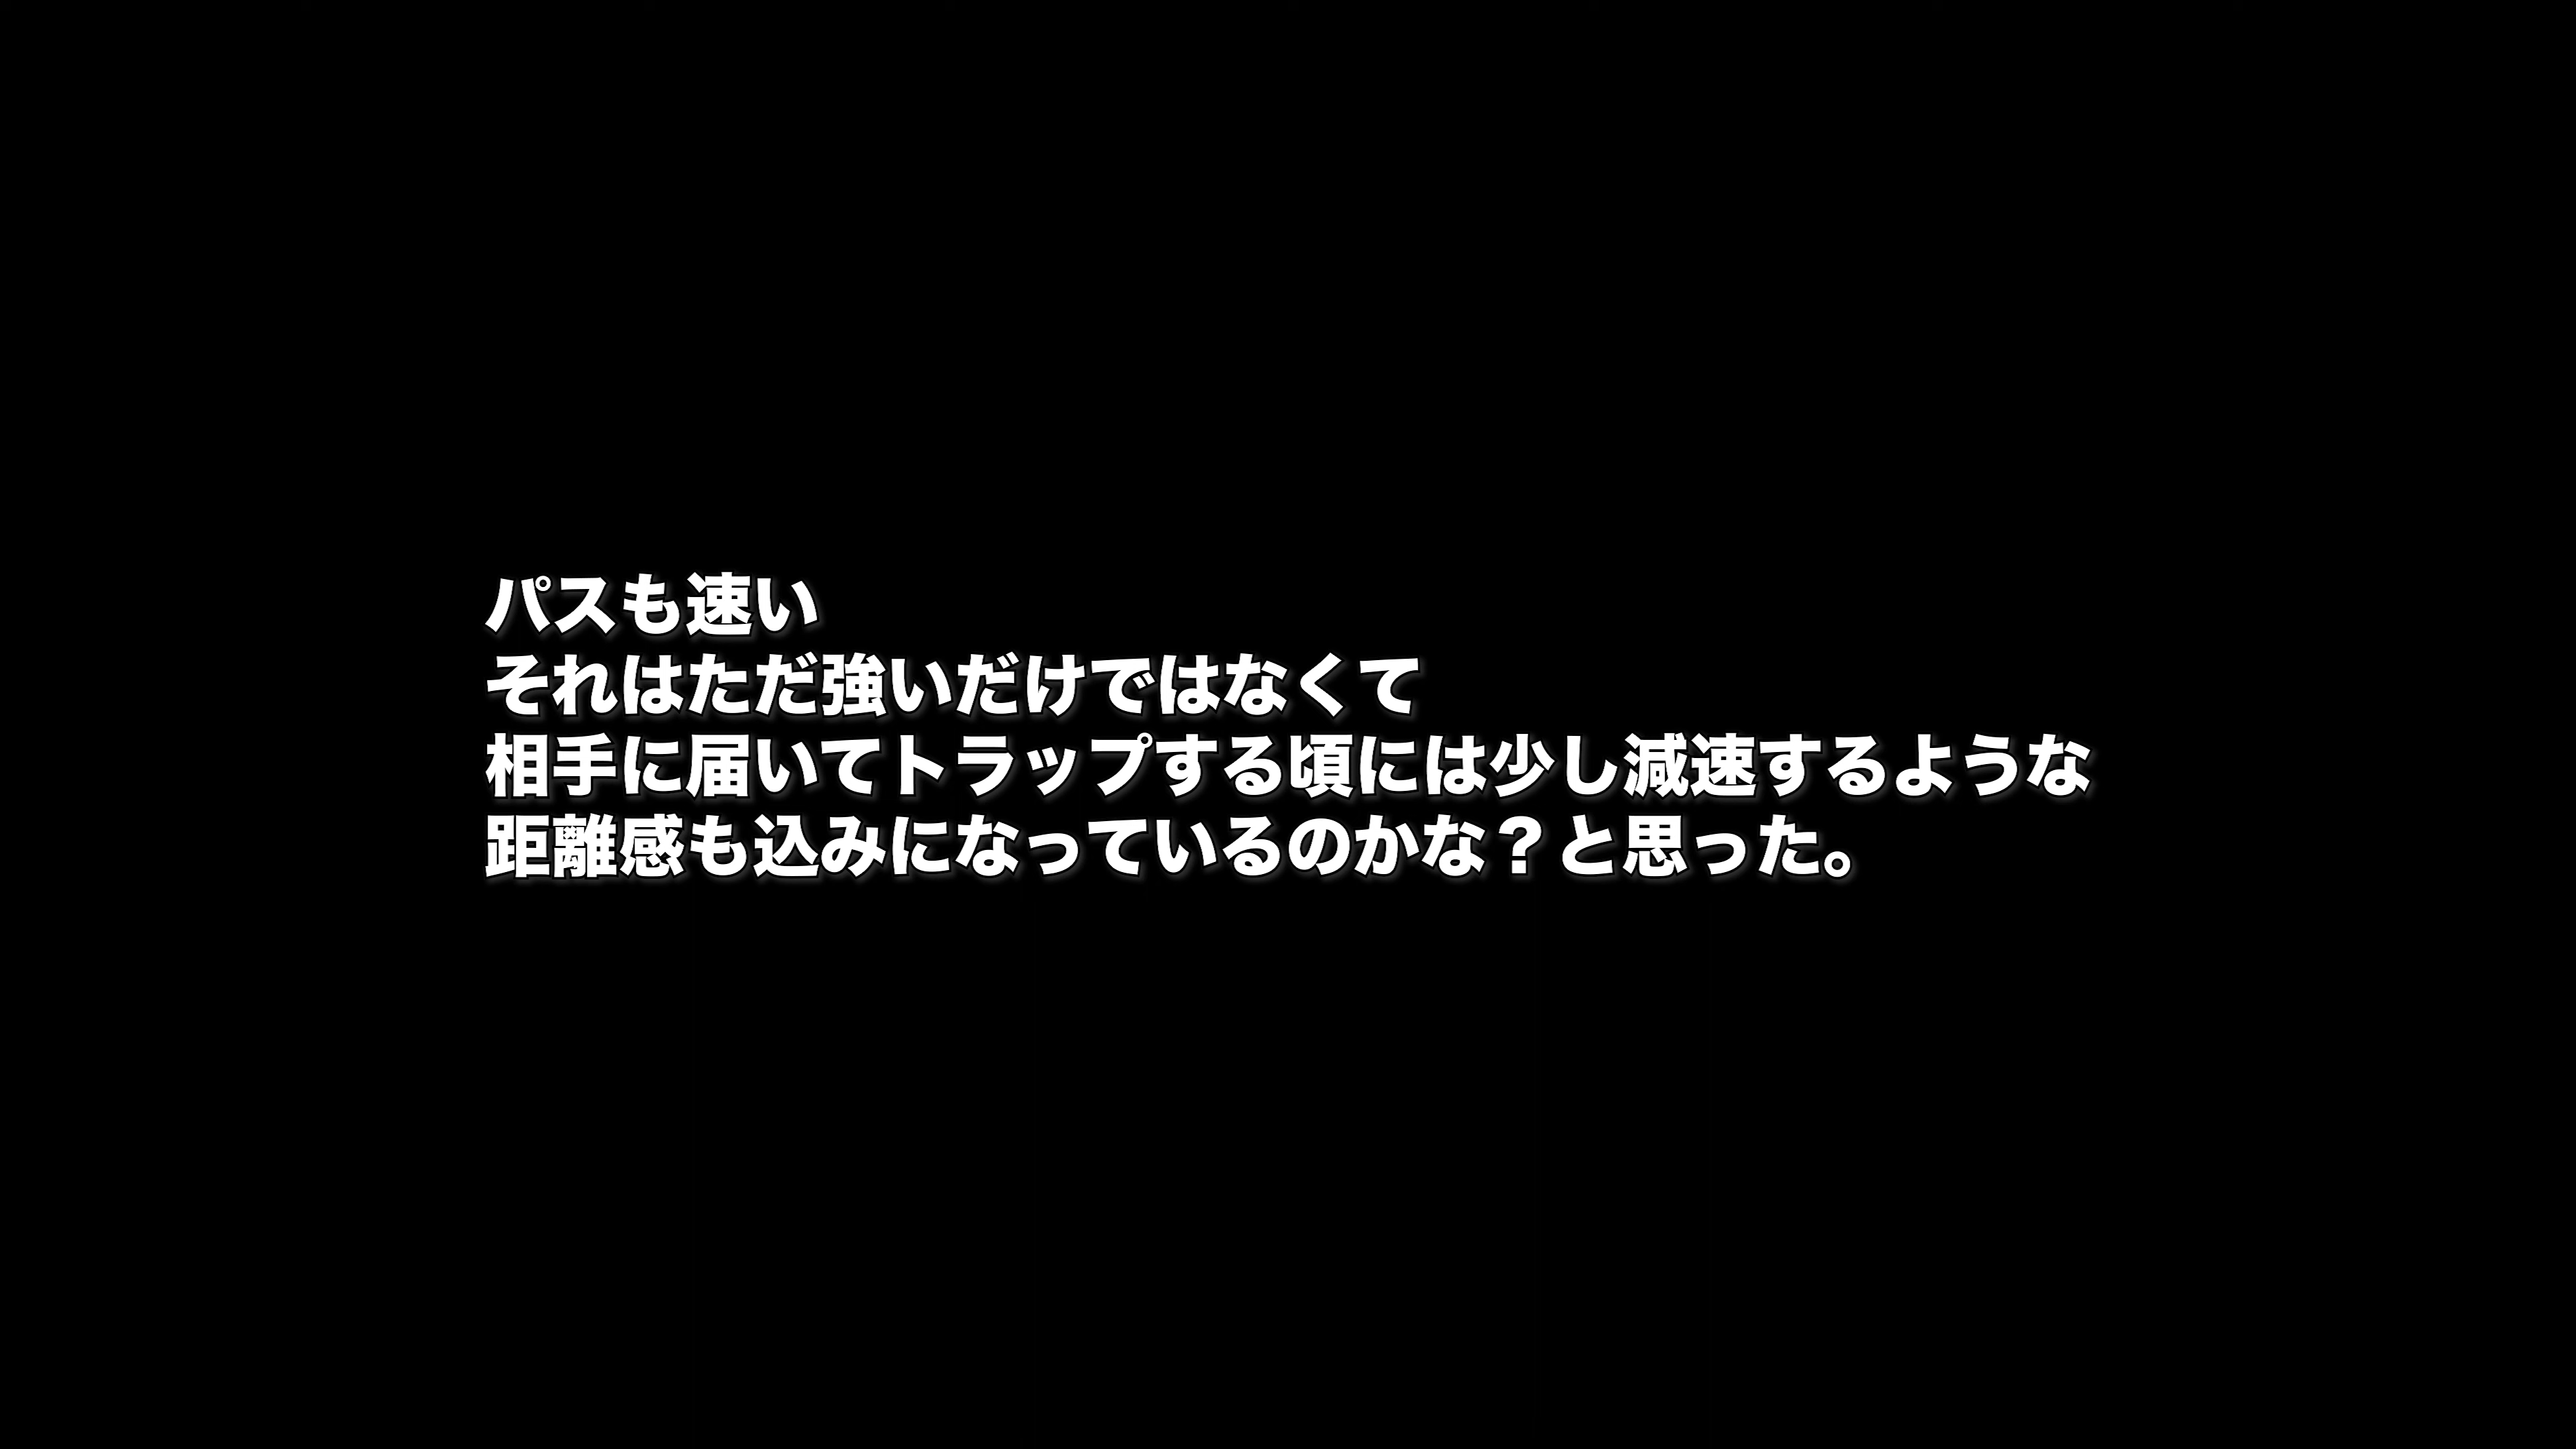 パスも速い
それはただ強いだけではなくて
相手に届いてトラップする頃には少し減速するような
距離感も込みになっているのかな？と思った。